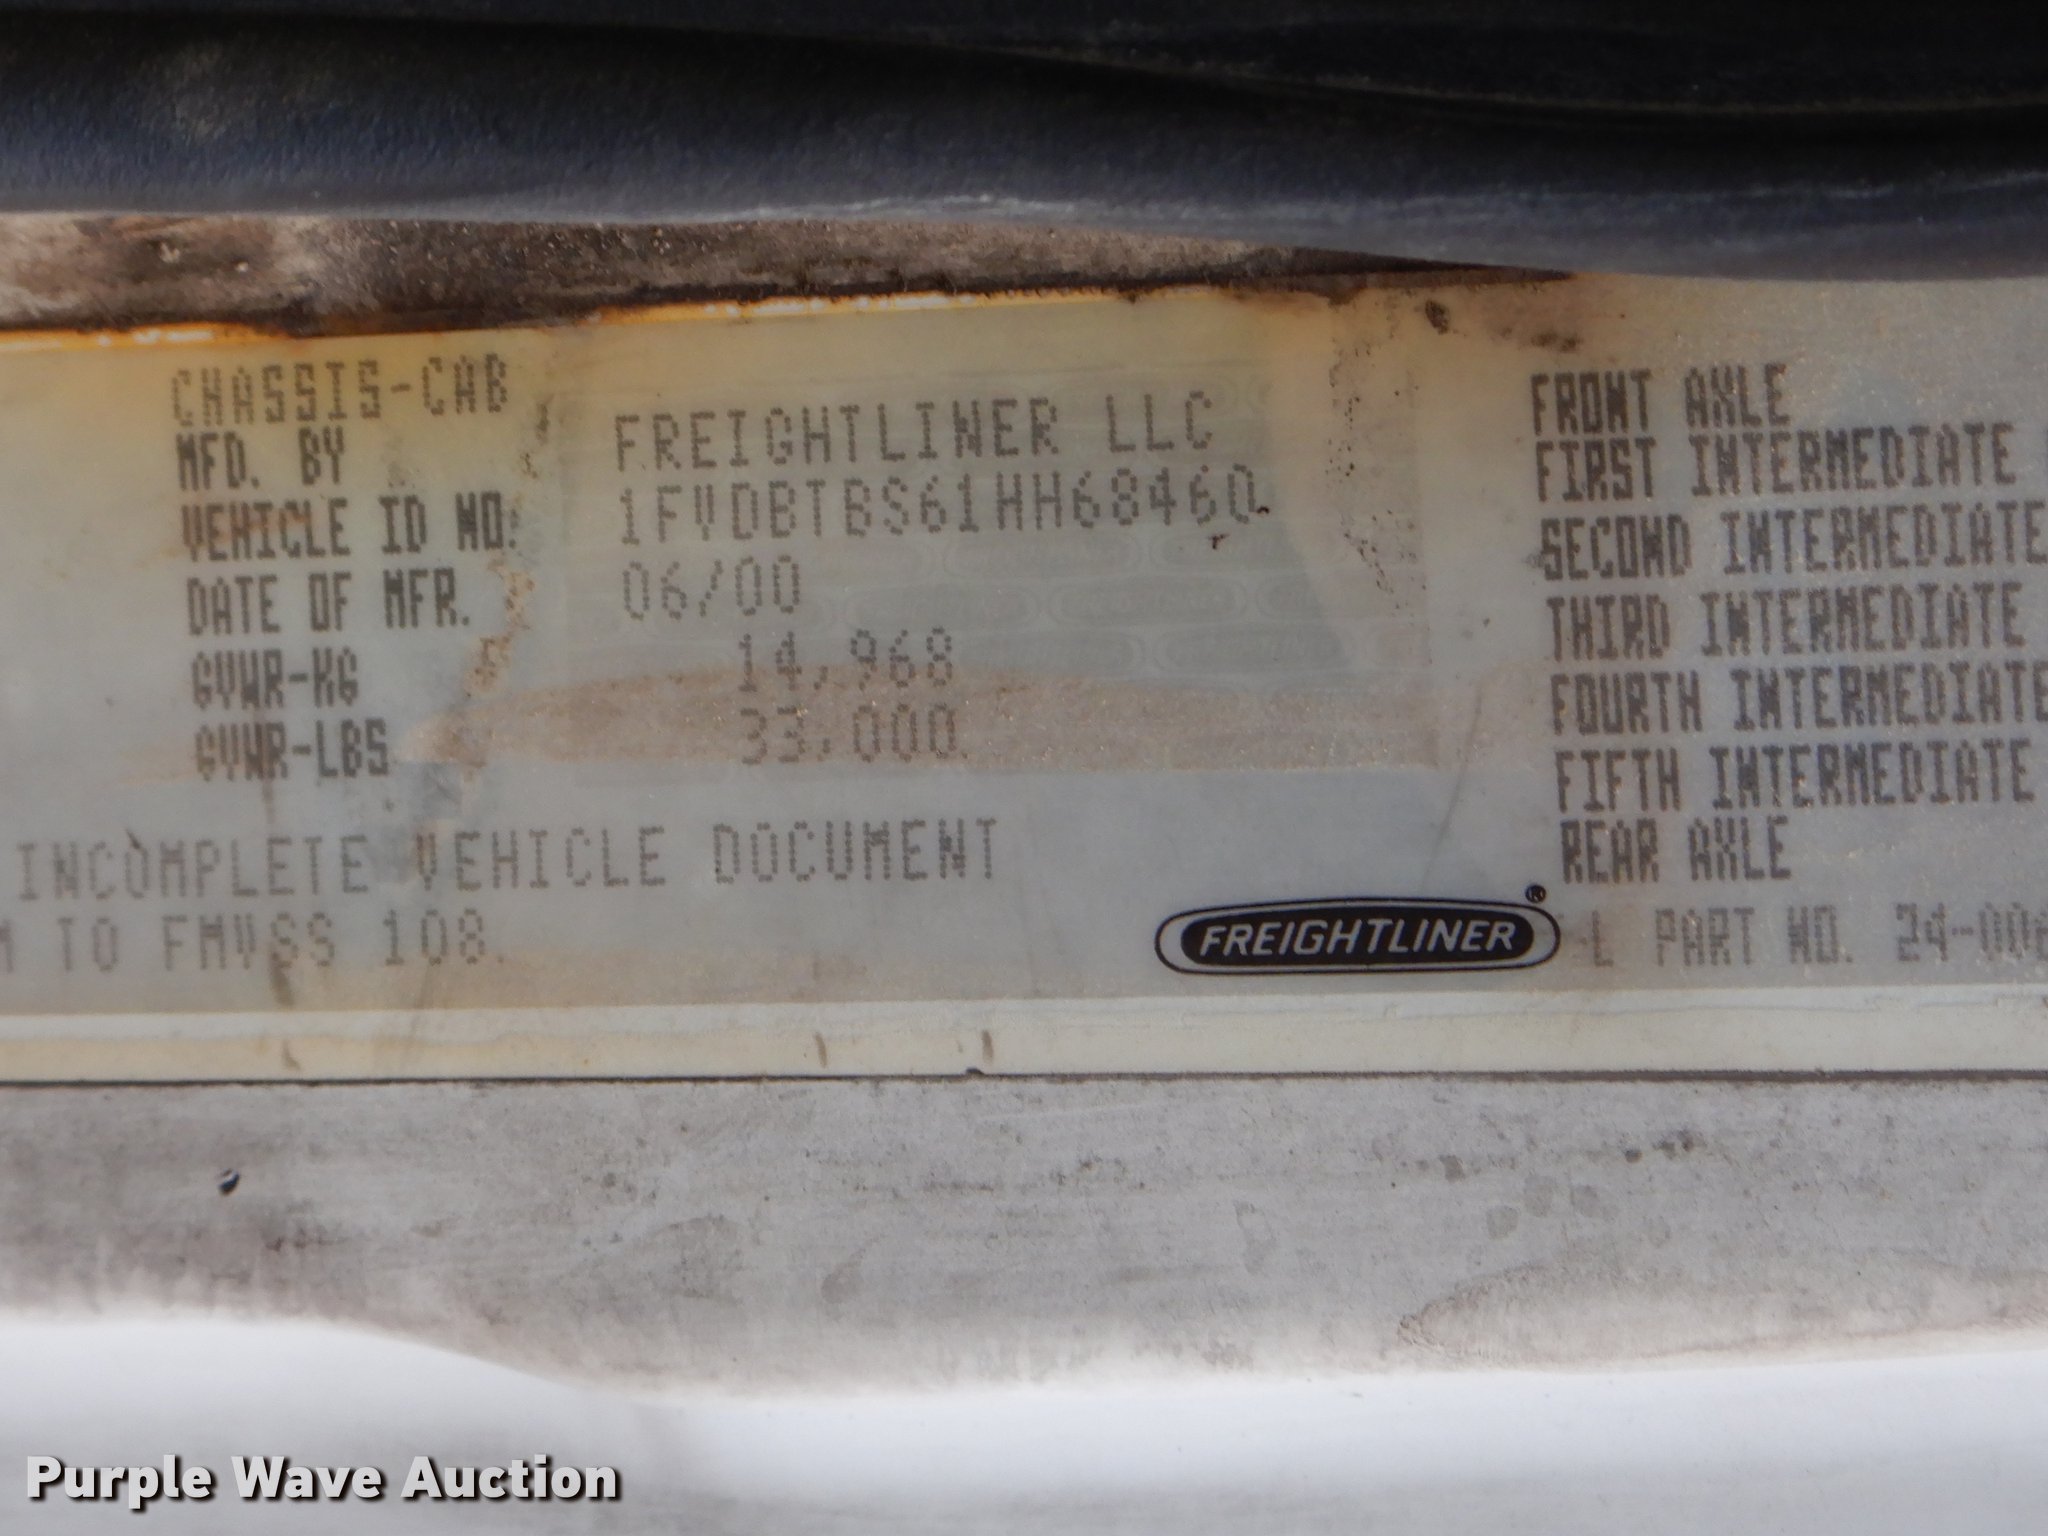 CHASSIS-CAB
MFD. BY FREIGHTLINER LLC
VEHICLE ID NO. 1FVDBTBS61HH68460
DATE OF MFR. 06/00
GVWR-KG 14,968
GVWR-LBS 33,000
INCOMPLETE VEHICLE DOCUMENT
M TO FMVSS 108.
FRONT AXLE
FIRST INTERMEDIATE
SECOND INTERMEDIATE
THIRD INTERMEDIATE
FOURTH INTERMEDIATE
FIFTH INTERMEDIATE
REAR AXLE
FREIGHTLINER®
PART NO. 24-00
Purple Wave Auction